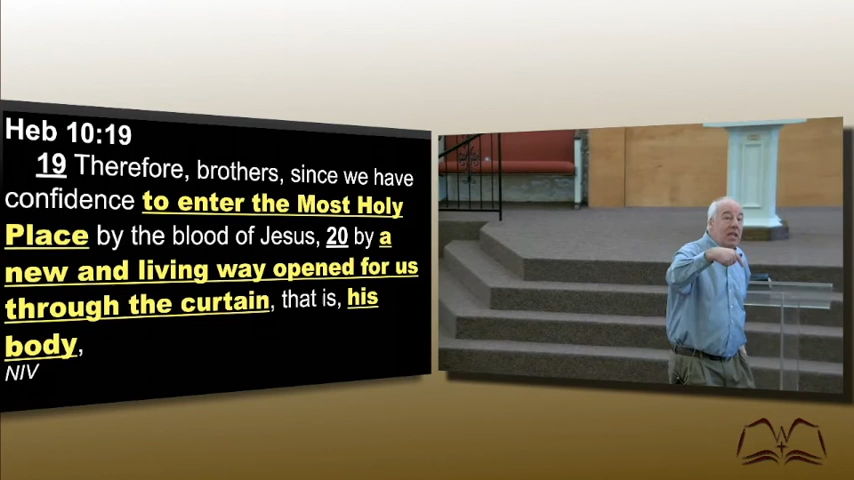 Heb 10:19
19 Therefore, brothers, since we have
confidence to enter the Most Holy
Place by the blood of Jesus, 20 by a
new and living way opened for us
through the curtain, that is, his
body,
NIV